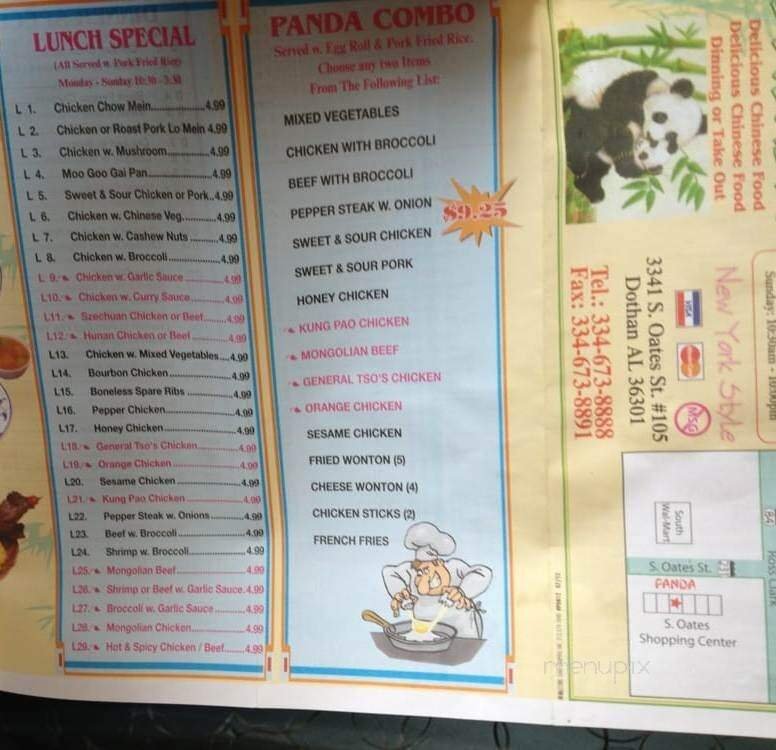 LUNCH SPECIAL
(All Served w. Pork Fried Rice)
Monday - Sunday 10:30 - 3:30
L 1. Chicken Chow Mein....................4.99
L 2. Chicken or Roast Pork Lo Mein 4.99
L 3. Chicken w. Mushroom...............4.99
L 4. Moo Goo Gai Pan......................4.99
L 5. Sweet & Sour Chicken or Pork..4.99
L 6. Chicken w. Chinese Veg............4.99
L 7. Chicken w. Cashew Nuts ..........4.99
L 8. Chicken w. Broccoli...................4.99
L 9. Chicken w. Garlic Sauce..............4.99
L10. Chicken w. Curry Sauce............4.99
L11. Szechuan Chicken or Beef.........4.99
L12. Hunan Chicken or Beef .............4.99
L13. Chicken w. Mixed Vegetables....4.99
L14. Bourbon Chicken......................4.99
L15. Boneless Spare Ribs ................4.99
L16. Pepper Chicken........................4.99
L17. Honey Chicken.........................4.99
L18. General Tso's Chicken..............4.99
L19. Orange Chicken.......................4.99
L20. Sesame Chicken......................4.99
L21. Kung Pao Chicken ..................4.99
L22. Pepper Steak w. Onions...........4.99
L23. Beef w. Broccoli.......................4.99
L24. Shrimp w. Broccoli...................4.99
L25. Mongolian Beef.......................4.99
L26. Shrimp or Beef w. Garlic Sauce.4.99
L27. Broccoli w. Garlic Sauce..........4.99
L28. Mongolian Chicken..................4.99
L29. Hot & Spicy Chicken / Beef.......4.99
PANDA COMBO
Served w. Egg Roll & Pork Fried Rice.
Choose any two Items
From The Following List:
MIXED VEGETABLES
CHICKEN WITH BROCCOLI
BEEF WITH BROCCOLI
PEPPER STEAK W. ONION
$9.25
SWEET & SOUR CHICKEN
SWEET & SOUR PORK
HONEY CHICKEN
KUNG PAO CHICKEN
MONGOLIAN BEEF
GENERAL TSO'S CHICKEN
ORANGE CHICKEN
SESAME CHICKEN
FRIED WONTON (5)
CHEESE WONTON (4)
CHICKEN STICKS (2)
FRENCH FRIES
Delicious Chinese Food
Delicious Chinese Food
Dinning or Take Out
New York Style
VISA
MasterCard
MSG
3341 S. Oates St. #105
Dothan AL 36301
Tel.: 334-673-8888
Fax: 334-673-8891
South
Wal-Mart
84
S. Oates St.
231
PANDA
S. Oates
Shopping Center
menupix